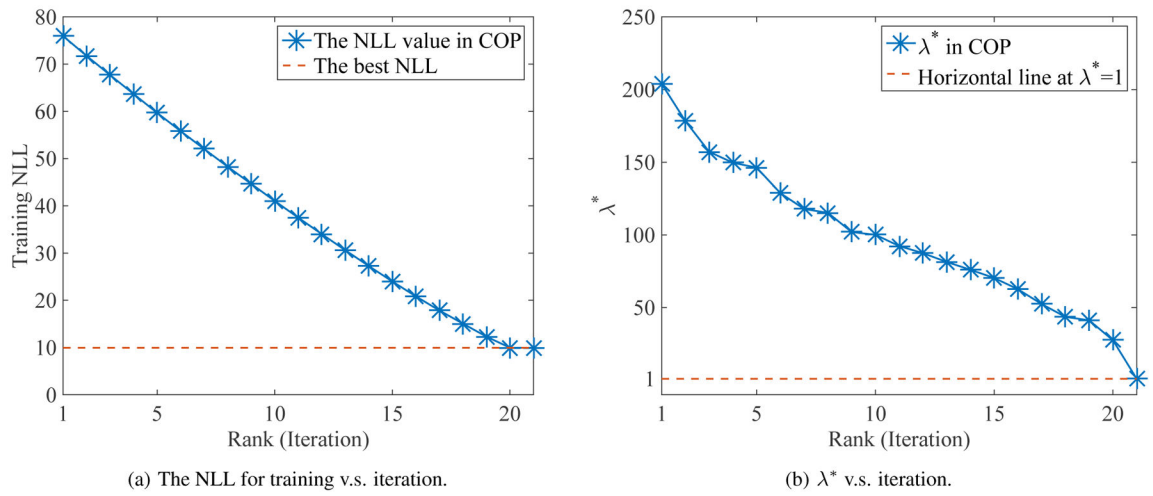 80
70
60
50
40
30
20
10
0
Training NLL
The NLL value in COP
The best NLL
1 5 10 15 20
Rank (Iteration)
(a) The NLL for training v.s. iteration.
250
200
150
100
50
1
λ*
λ* in COP
Horizontal line at λ*=1
1 5 10 15 20
Rank (Iteration)
(b) λ* v.s. iteration.